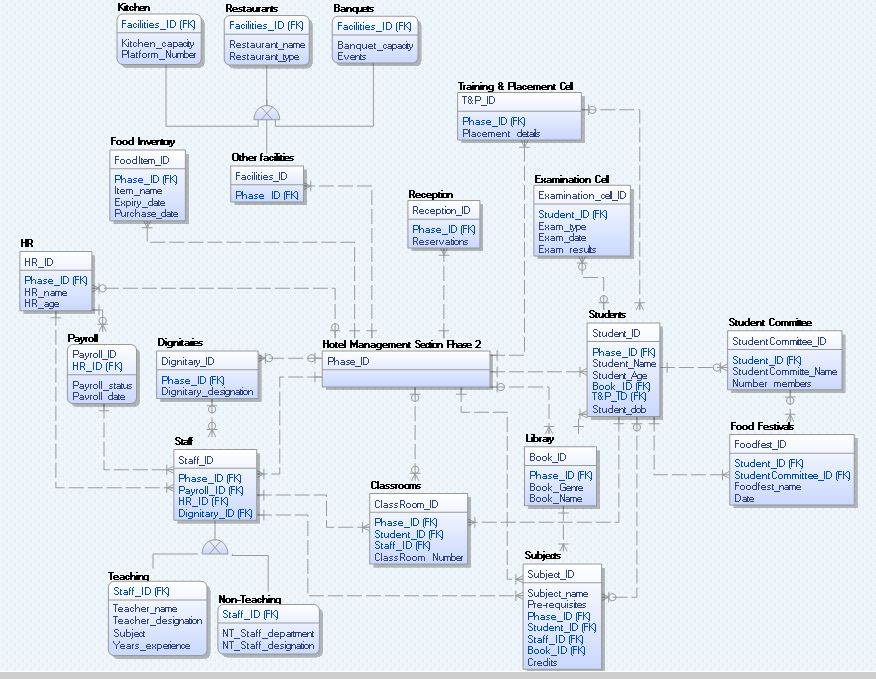 Kitchen
Facilities_ID (FK)
Kitchen_capacity
Platform_Number
Restaurants
Facilities_ID (FK)
Restaurant_name
Restaurant_type
Banquets
Facilities_ID (FK)
Banquet_capacity
Events
Training & Placement Cell
T&P_ID
Phase_ID (FK)
Placement_details
Food Inventoy
FoodItem_ID
Phase_ID (FK)
Item_name
Expiry_date
Purchase_date
Other facilities
Facilities_ID
Phase_ID (FK)
Reception
Reception_ID
Phase_ID (FK)
Reservations
Examination Cell
Examination_cell_ID
Student_ID (FK)
Exam_type
Exam_date
Exam_results
HR
HR_ID
Phase_ID (FK)
HR_name
HR_age
Payroll
Payroll_ID
HR_ID (FK)
Payroll_status
Payroll_date
Dignitaries
Dignitary_ID
Phase_ID (FK)
Dignitary_designation
Hotel Management Section Phase 2
Phase_ID
Students
Student_ID
Phase_ID (FK)
Student_Name
Student_Age
Book_ID (FK)
T&P_ID (FK)
Student_dob
Student Committee
StudentCommittee_ID
Student_ID (FK)
StudentCommitte_Name
Number_members
Food Festivals
Foodfest_ID
Student_ID (FK)
StudentCommittee_ID (FK)
Foodfest_name
Date
Staff
Staff_ID
Phase_ID (FK)
Payroll_ID (FK)
HR_ID (FK)
Dignitary_ID (FK)
Library
Book_ID
Phase_ID (FK)
Book_Genre
Book_Name
Classrooms
ClassRoom_ID
Phase_ID (FK)
Student_ID (FK)
Staff_ID (FK)
ClassRoom_Number
Subjects
Subject_ID
Subject_name
Pre-requisites
Phase_ID (FK)
Student_ID (FK)
Staff_ID (FK)
Book_ID (FK)
Credits
Teaching
Staff_ID (FK)
Teacher_name
Teacher_designation
Subject
Years_experience
Non-Teaching
Staff_ID (FK)
NT_Staff_department
NT_Staff_designation